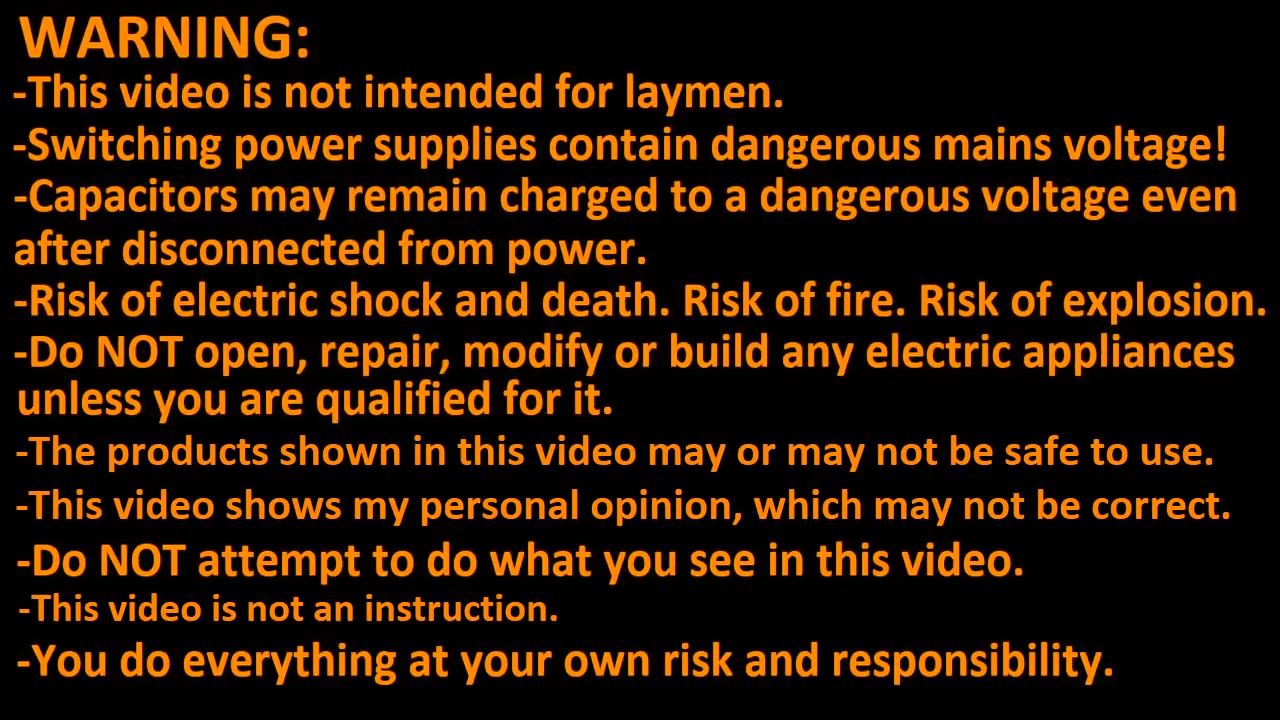 WARNING:
-This video is not intended for laymen.
-Switching power supplies contain dangerous mains voltage!
-Capacitors may remain charged to a dangerous voltage even
after disconnected from power.
-Risk of electric shock and death. Risk of fire. Risk of explosion.
-Do NOT open, repair, modify or build any electric appliances
unless you are qualified for it.
-The products shown in this video may or may not be safe to use.
-This video shows my personal opinion, which may not be correct.
-Do NOT attempt to do what you see in this video.
-This video is not an instruction.
-You do everything at your own risk and responsibility.